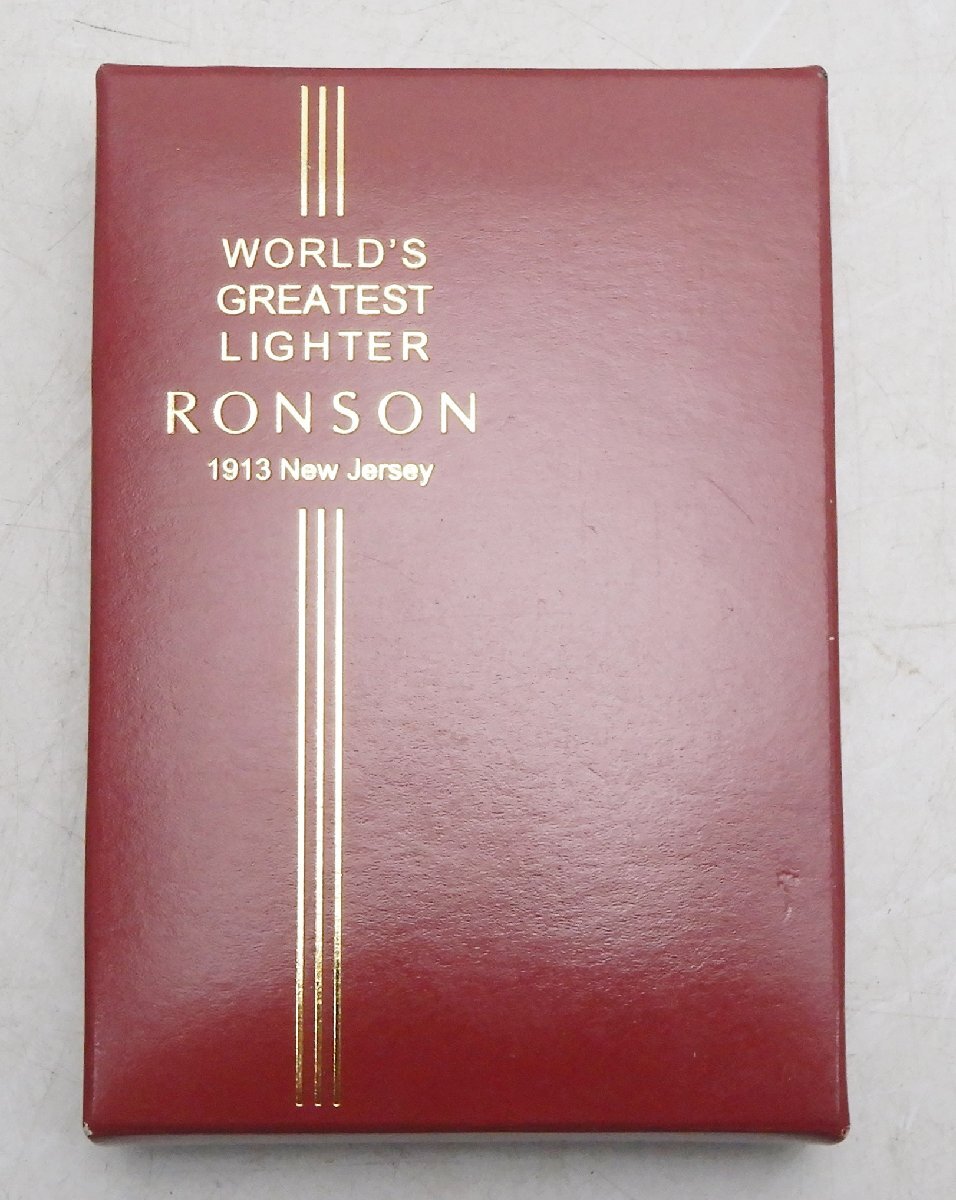 WORLD'S
GREATEST
LIGHTER
RONSON
1913 New Jersey